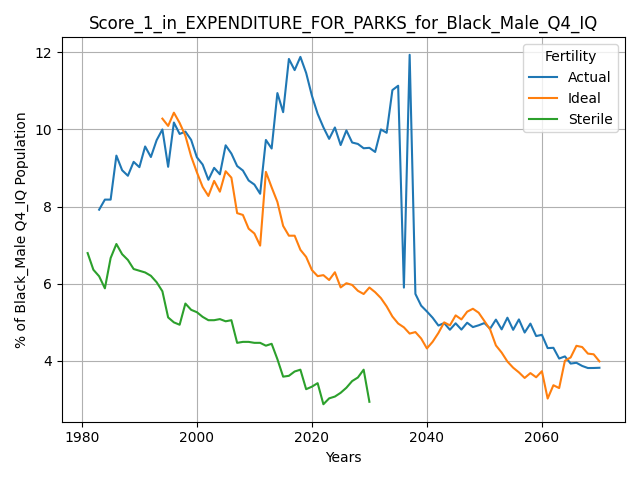 Score_1_in_EXPENDITURE_FOR_PARKS_for_Black_Male_Q4_IQ
% of Black_Male Q4_IQ Population
12
10
8
6
4
Fertility
Actual
Ideal
Sterile
1980 2000 2020 2040 2060
Years